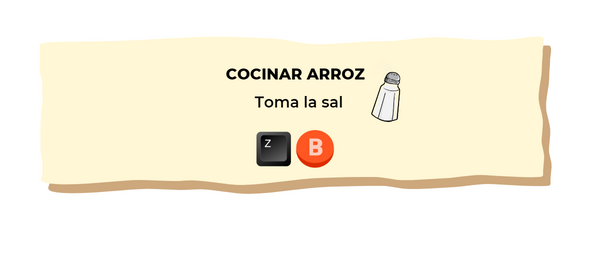 COCINAR ARROZ
Toma la sal
Z B